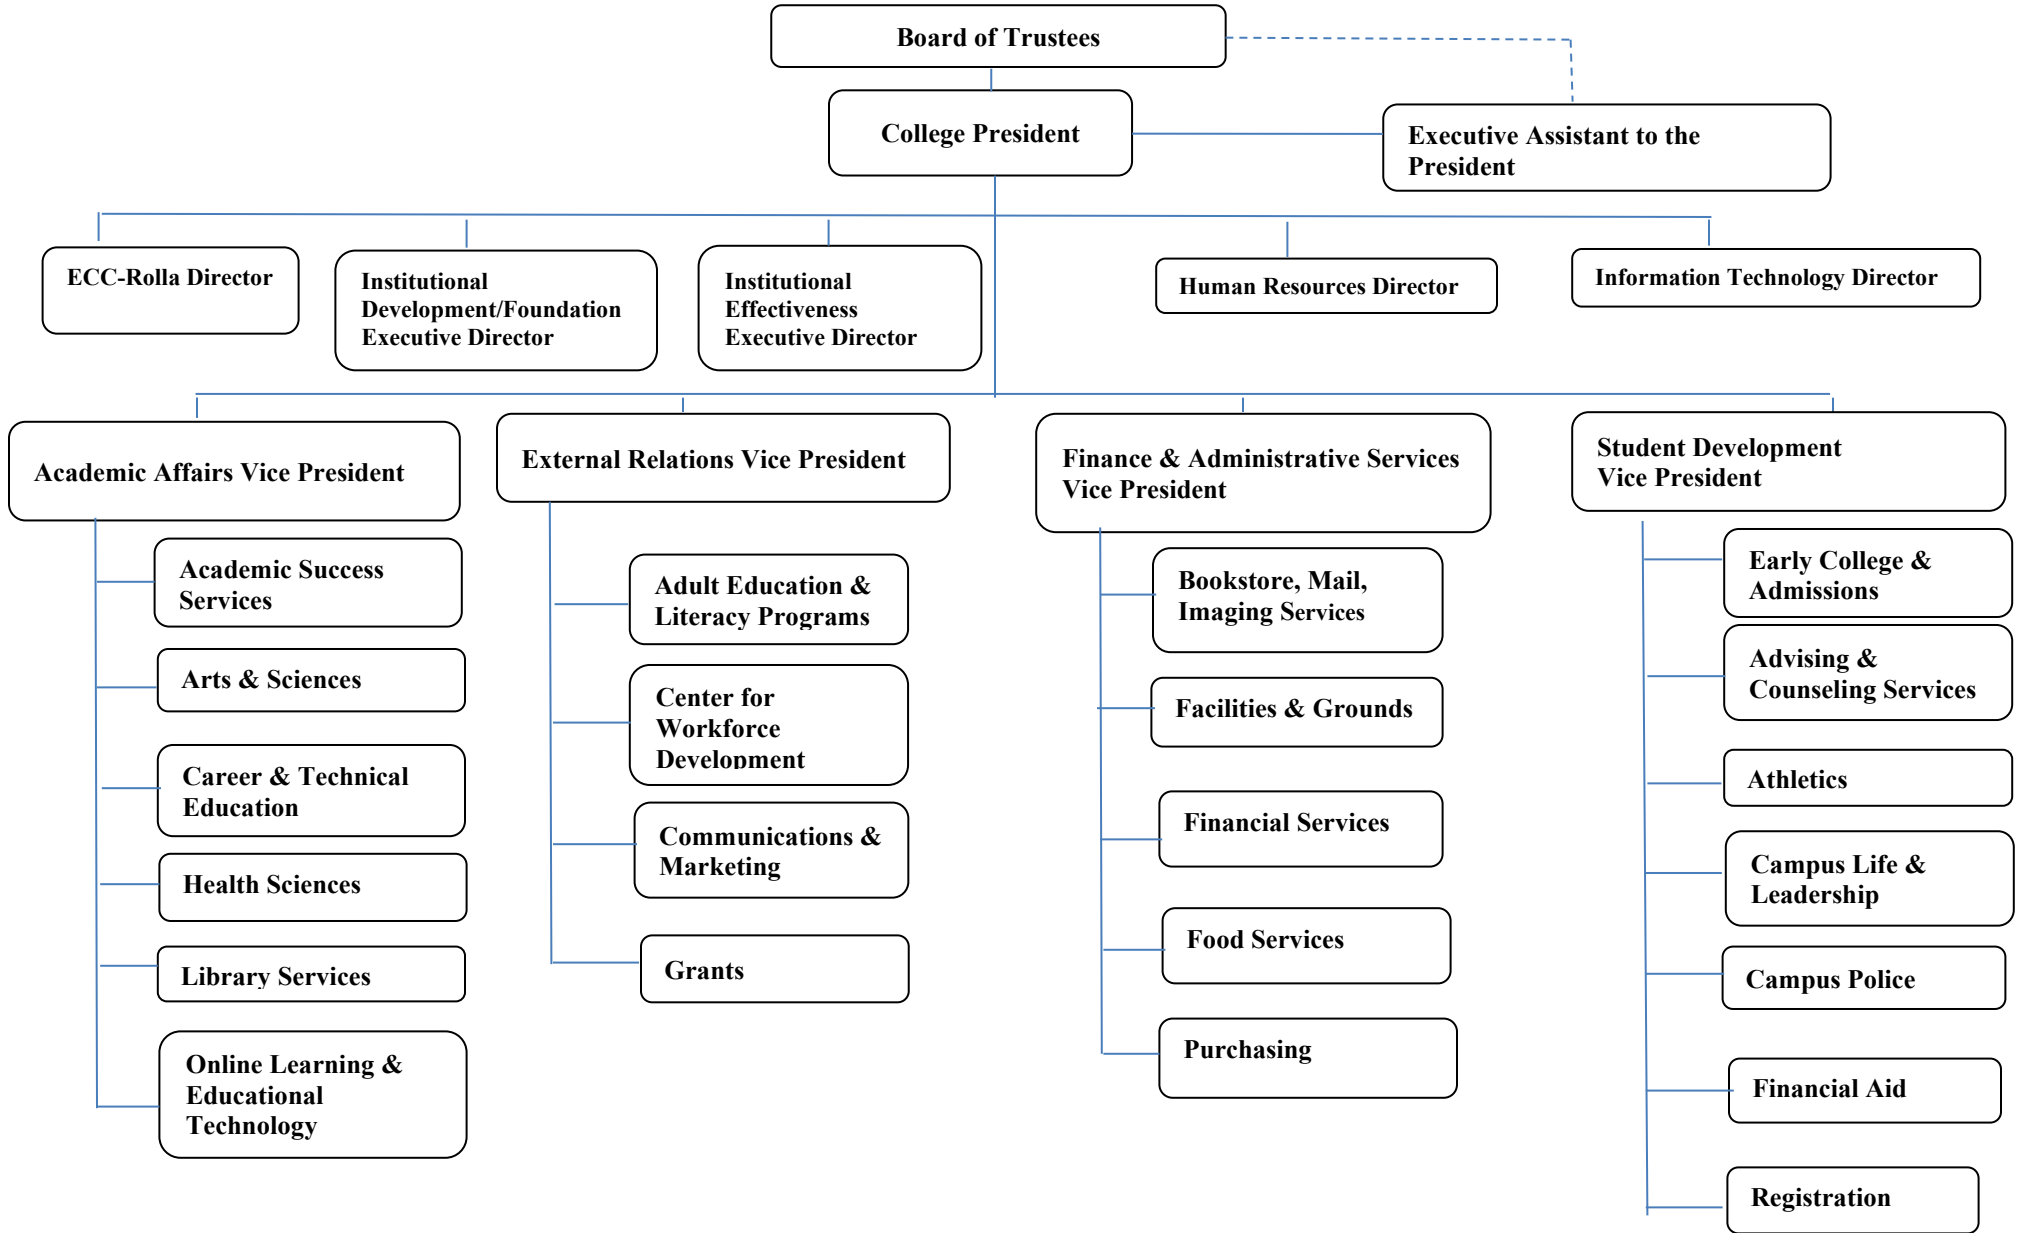 Board of Trustees
College President
Executive Assistant to the
President
ECC-Rolla Director
Institutional
Development/Foundation
Executive Director
Institutional
Effectiveness
Executive Director
Human Resources Director
Information Technology Director
Academic Affairs Vice President
Academic Success
Services
Arts & Sciences
Career & Technical
Education
Health Sciences
Library Services
Online Learning &
Educational
Technology
External Relations Vice President
Adult Education &
Literacy Programs
Center for
Workforce
Development
Communications &
Marketing
Grants
Finance & Administrative Services
Vice President
Bookstore, Mail,
Imaging Services
Facilities & Grounds
Financial Services
Food Services
Purchasing
Student Development
Vice President
Early College &
Admissions
Advising &
Counseling Services
Athletics
Campus Life &
Leadership
Campus Police
Financial Aid
Registration